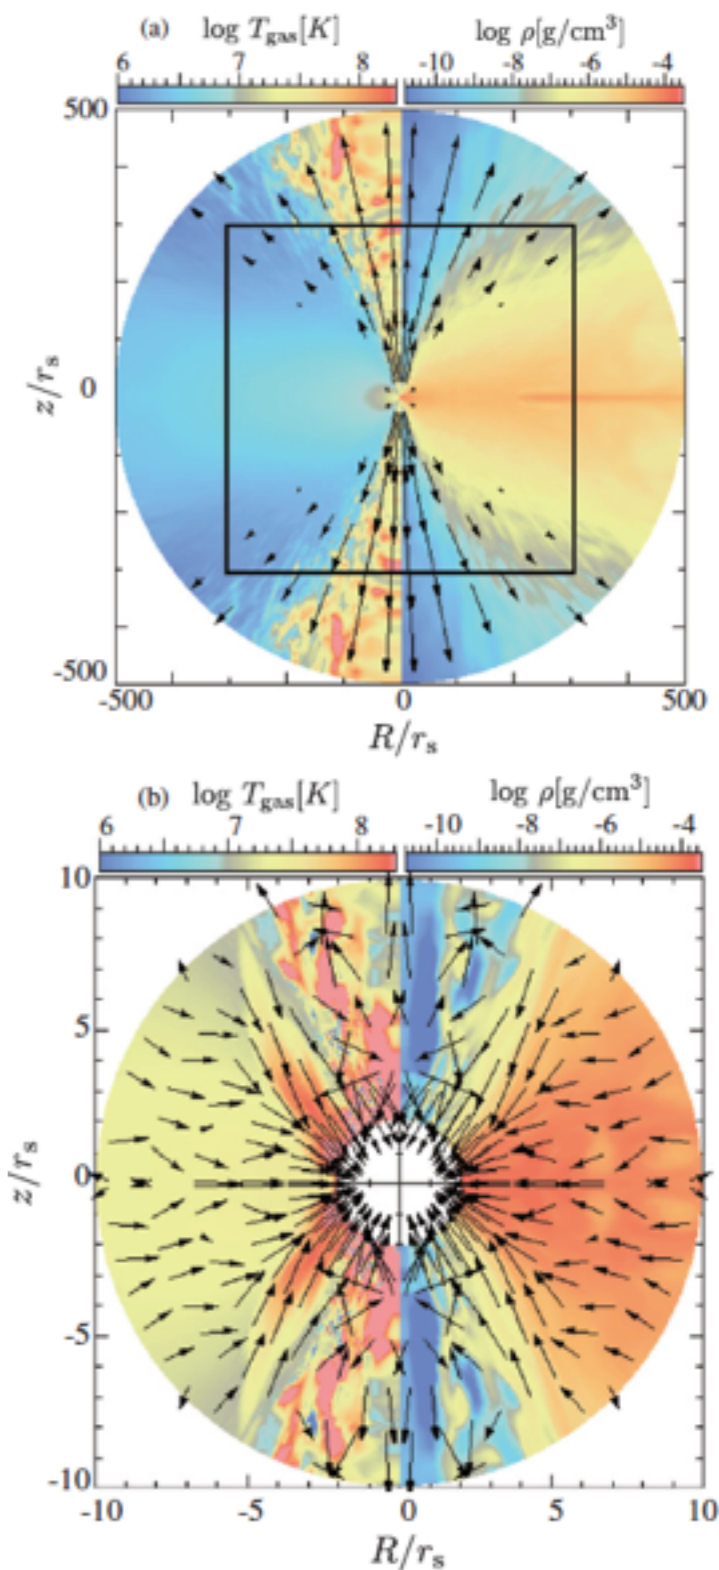 (a) log T_gas[K] log ρ[g/cm³]
6 7 8 -10 -8 -6 -4
500
z/r_s
0
-500
-500 0 500
R/r_s
(b) log T_gas[K] log ρ[g/cm³]
6 7 8 -10 -8 -6 -4
10
5
z/r_s
0
-5
-10
-10 -5 0 5 10
R/r_s